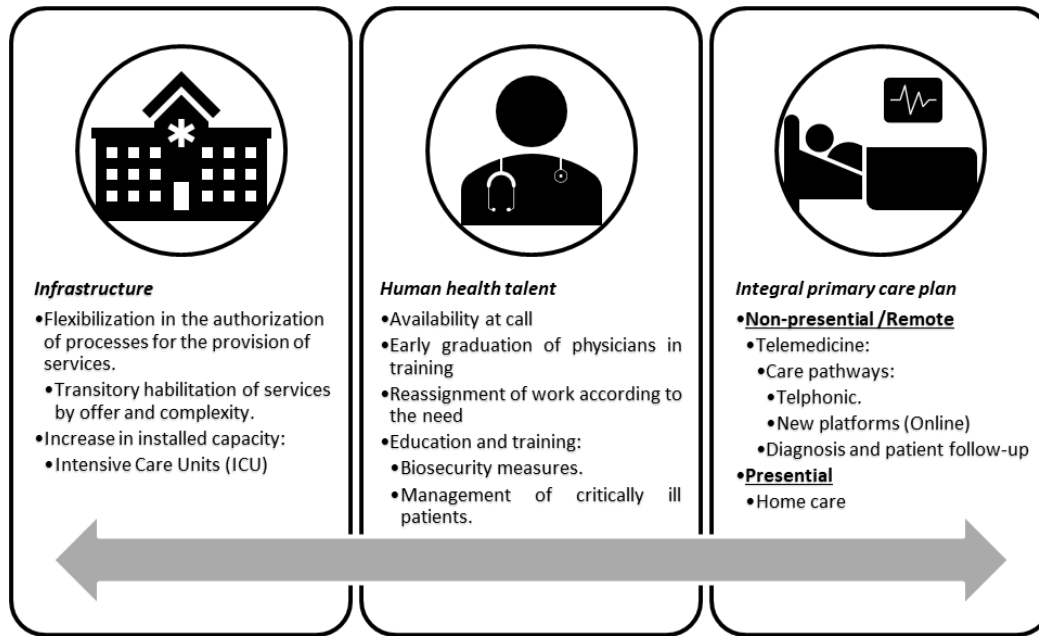 Infrastructure
•Flexibilization in the authorization
of processes for the provision of
services.
•Transitory habilitation of services
by offer and complexity.
•Increase in installed capacity:
•Intensive Care Units (ICU)
Human health talent
•Availability at call
•Early graduation of physicians in
training
•Reassignment of work according to
the need
•Education and training:
•Biosecurity measures.
•Management of critically ill
patients.
Integral primary care plan
•Non-presential /Remote
•Telemedicine:
•Care pathways:
•Telphonic.
•New platforms (Online)
•Diagnosis and patient follow-up
•Presential
•Home care